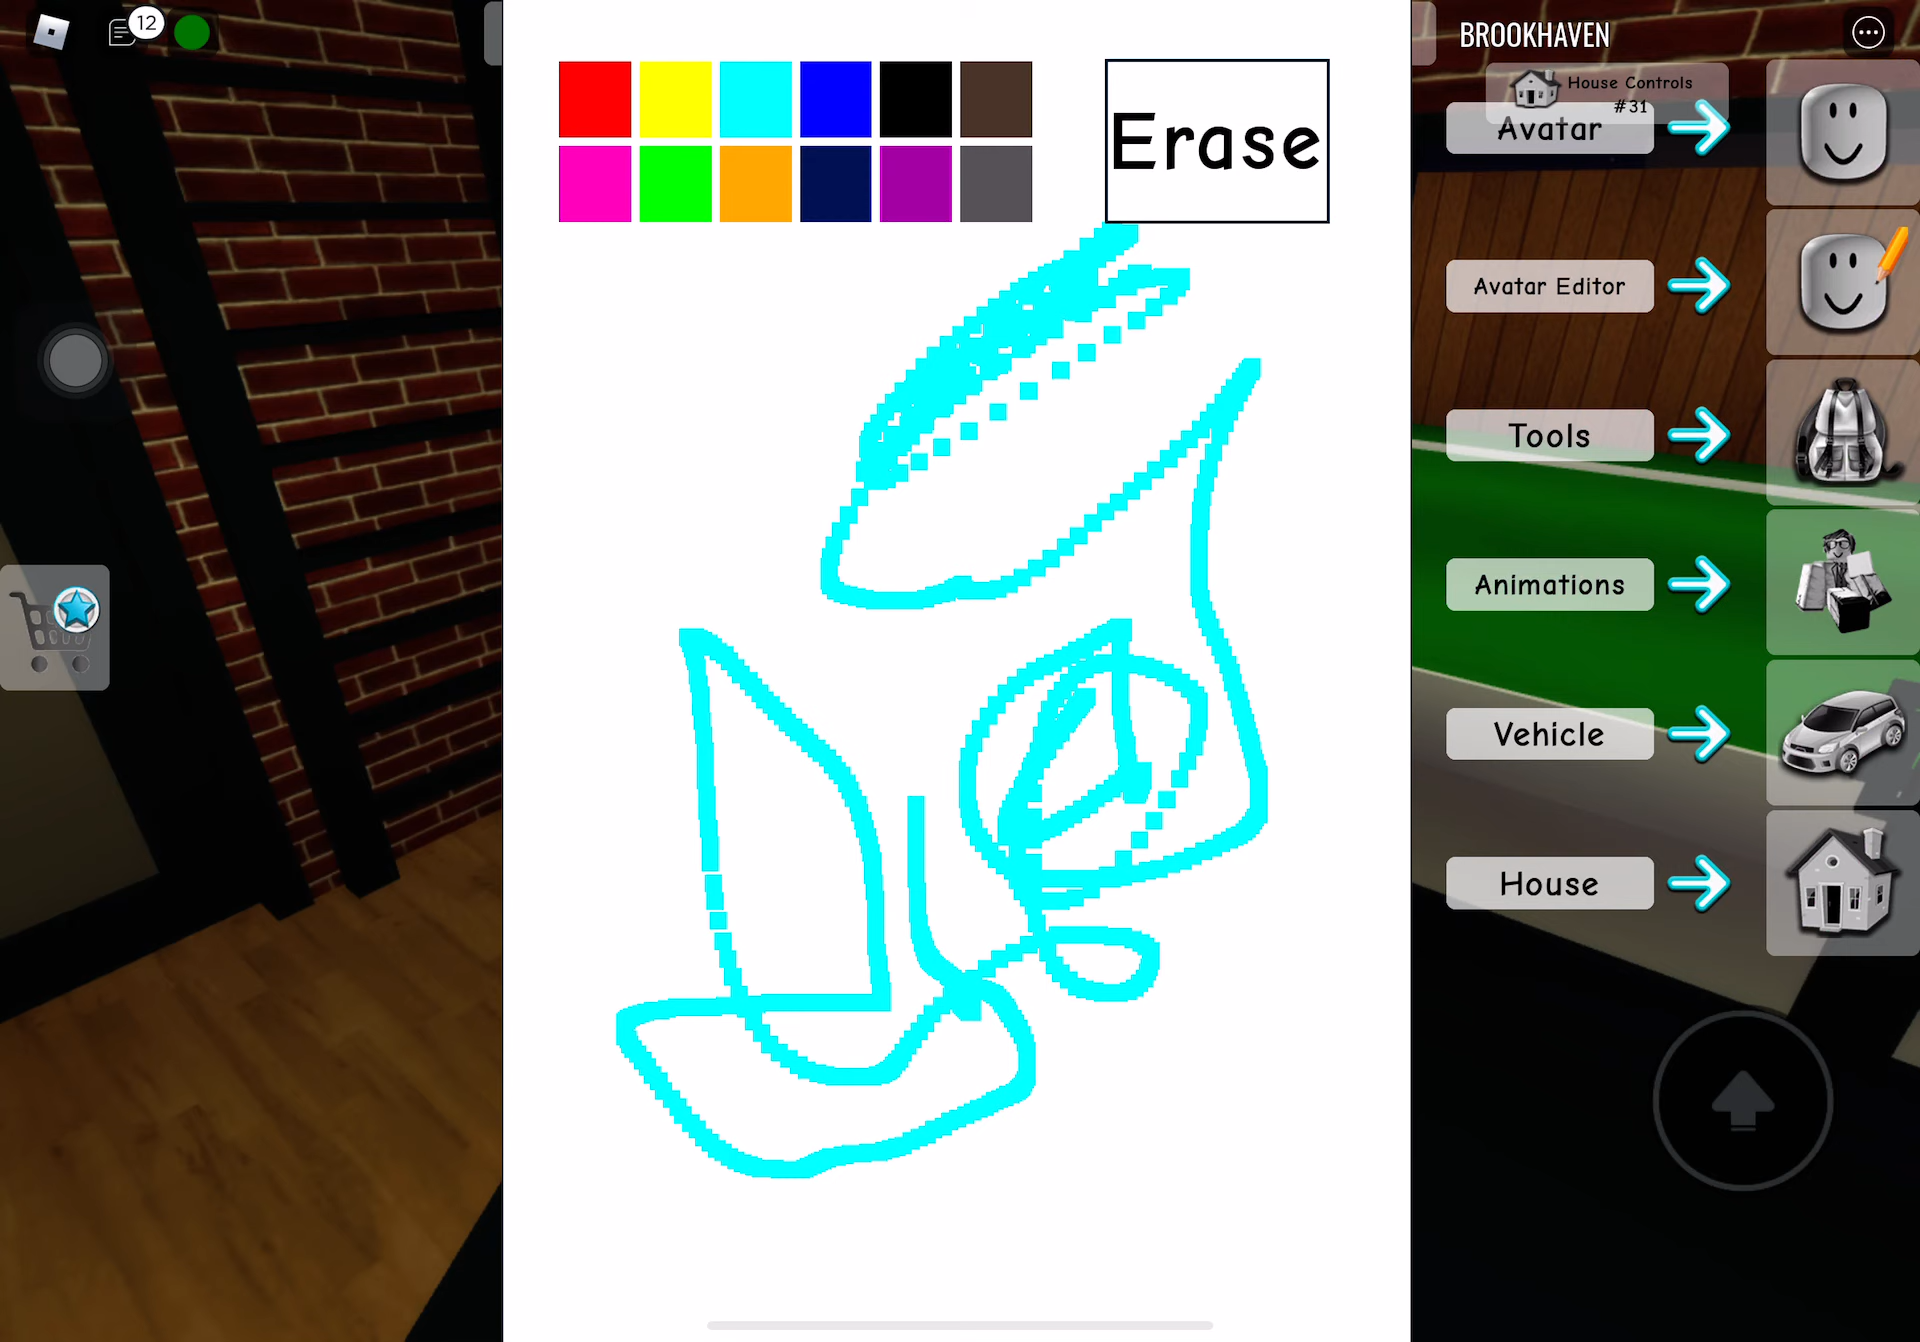 12
Erase
BROOKHAVEN
House Controls
#31
Avatar
Avatar Editor
Tools
Animations
Vehicle
House